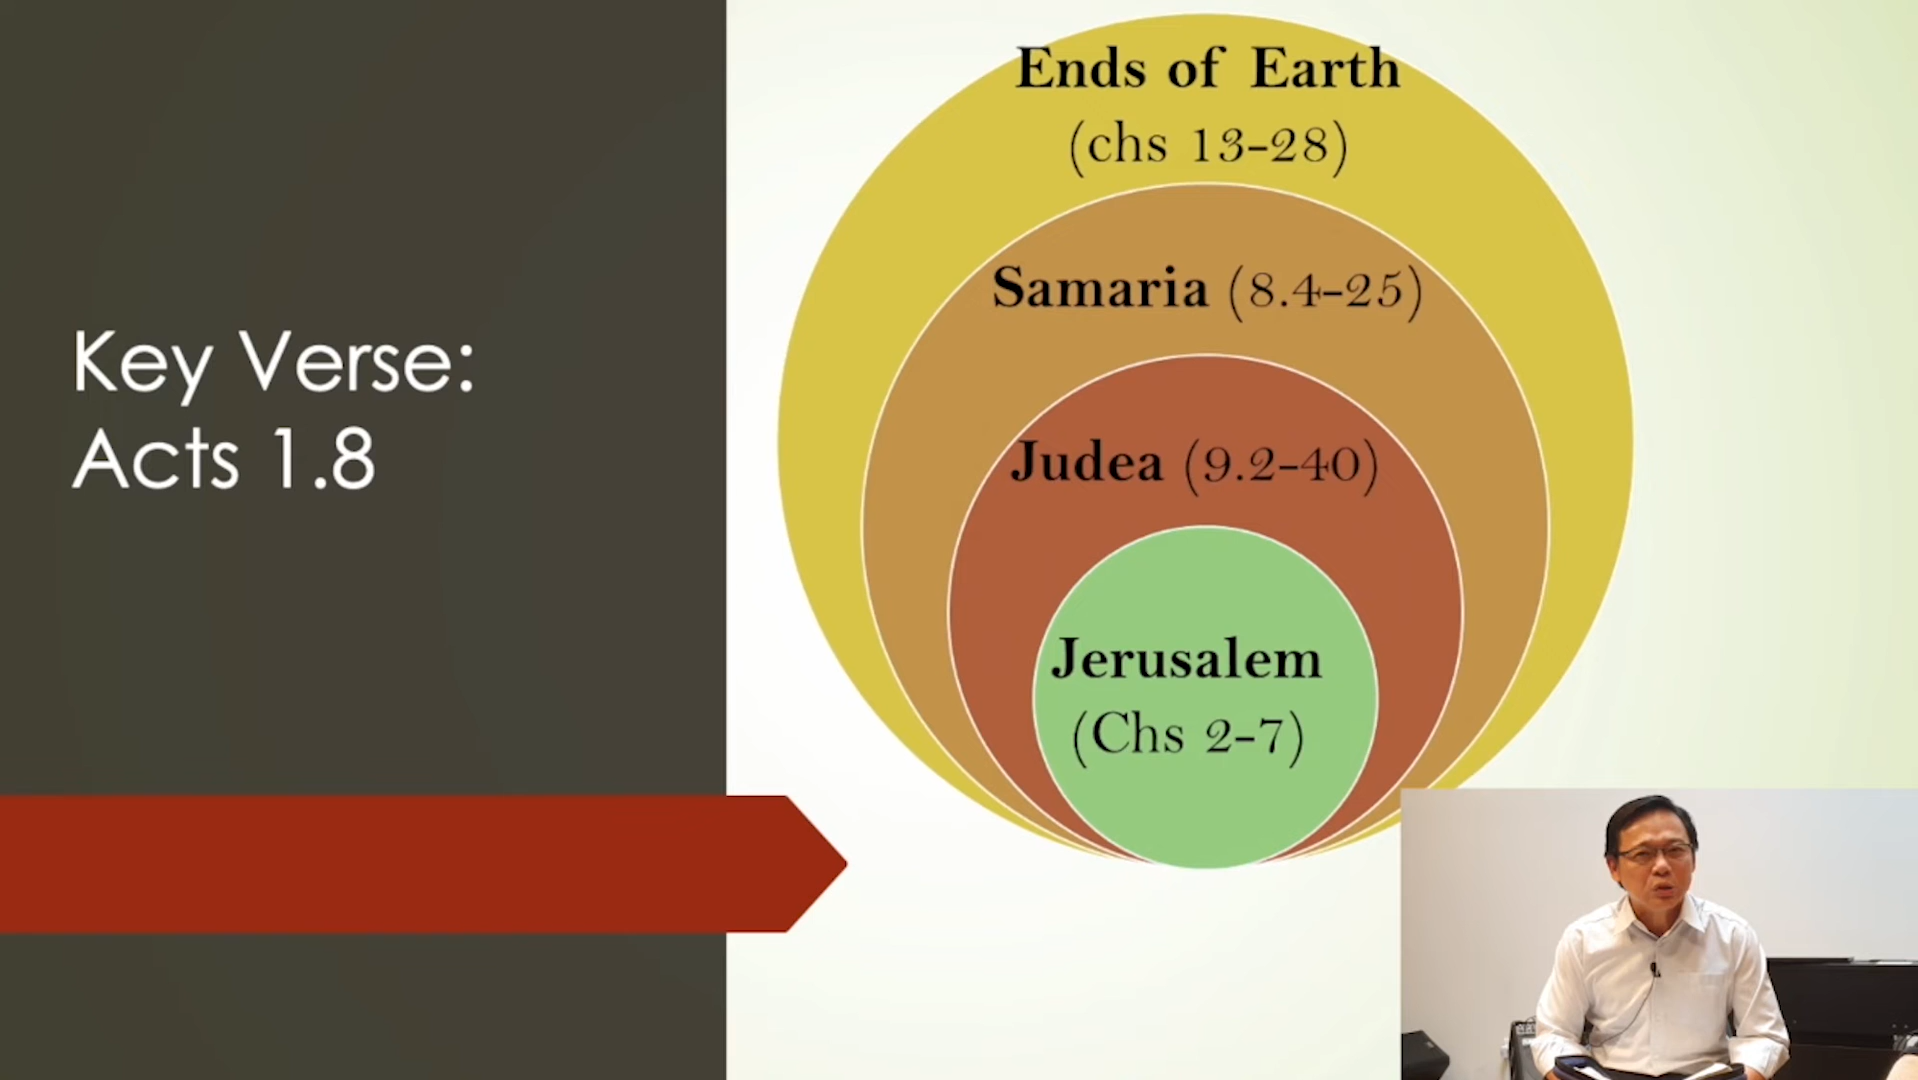 Key Verse:
Acts 1.8
Ends of Earth
(chs 13-28)
Samaria (8.4-25)
Judea (9.2-40)
Jerusalem
(Chs 2-7)